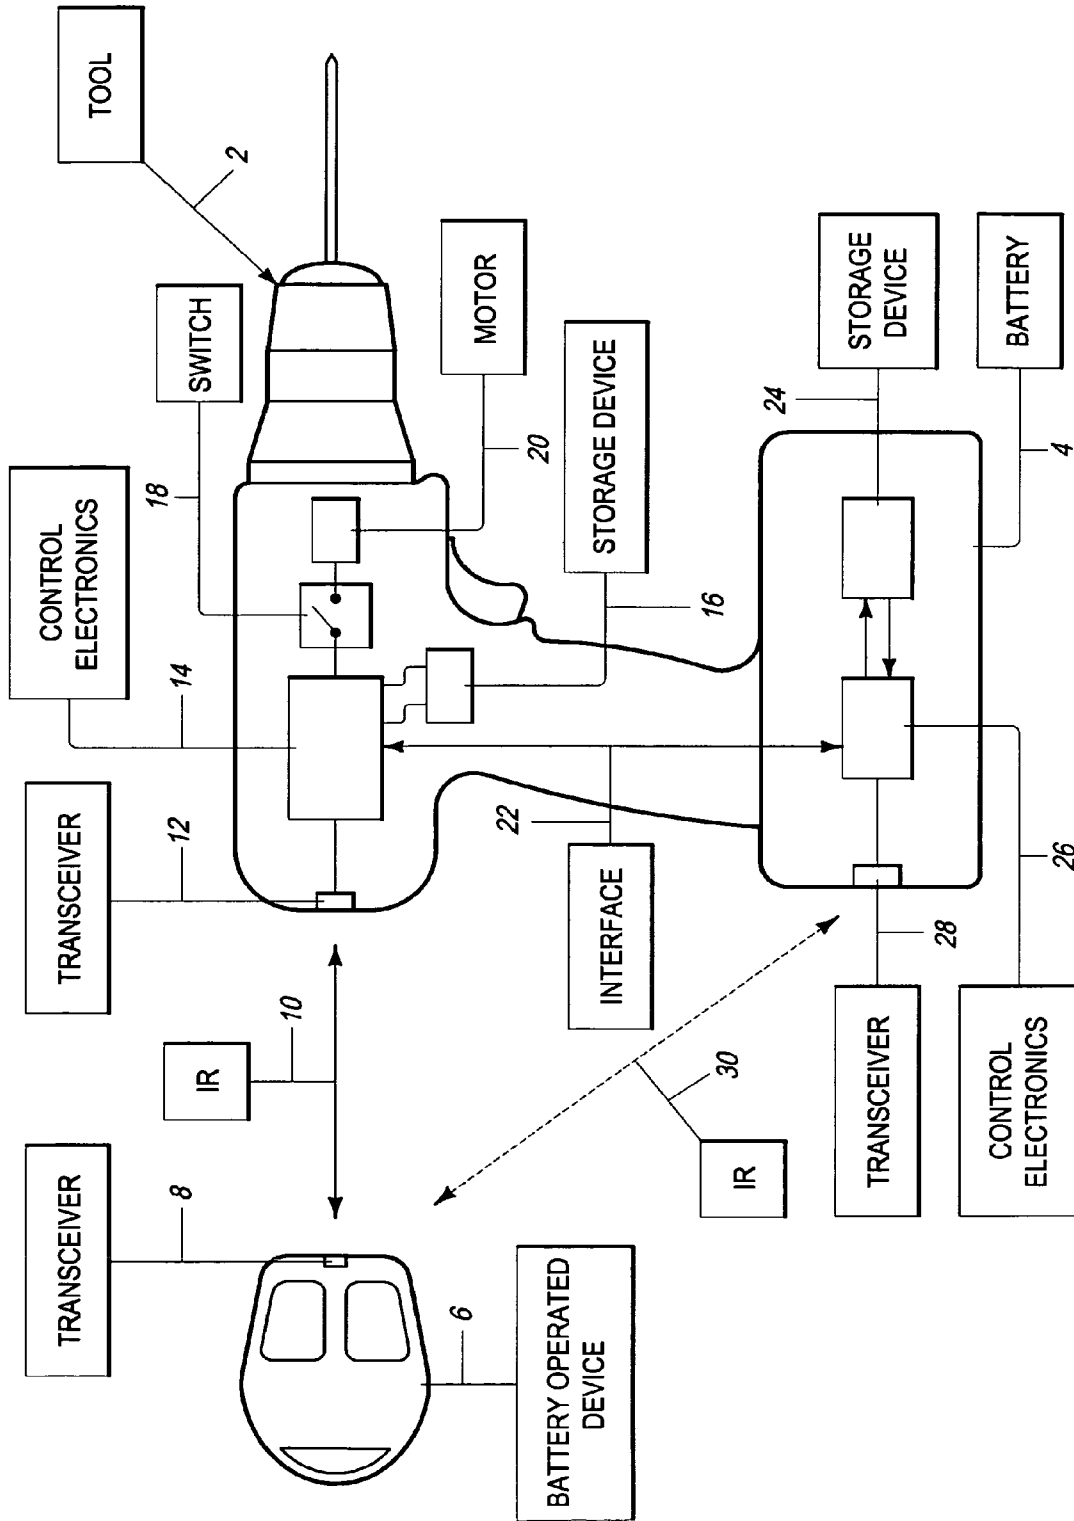 TOOL
2
SWITCH
18
MOTOR
20
CONTROL
ELECTRONICS
14
STORAGE DEVICE
16
STORAGE
DEVICE
24
BATTERY
4
TRANSCEIVER
12
INTERFACE
22
IR
10
TRANSCEIVER
28
CONTROL
ELECTRONICS
26
IR
30
TRANSCEIVER
8
BATTERY OPERATED
DEVICE
6